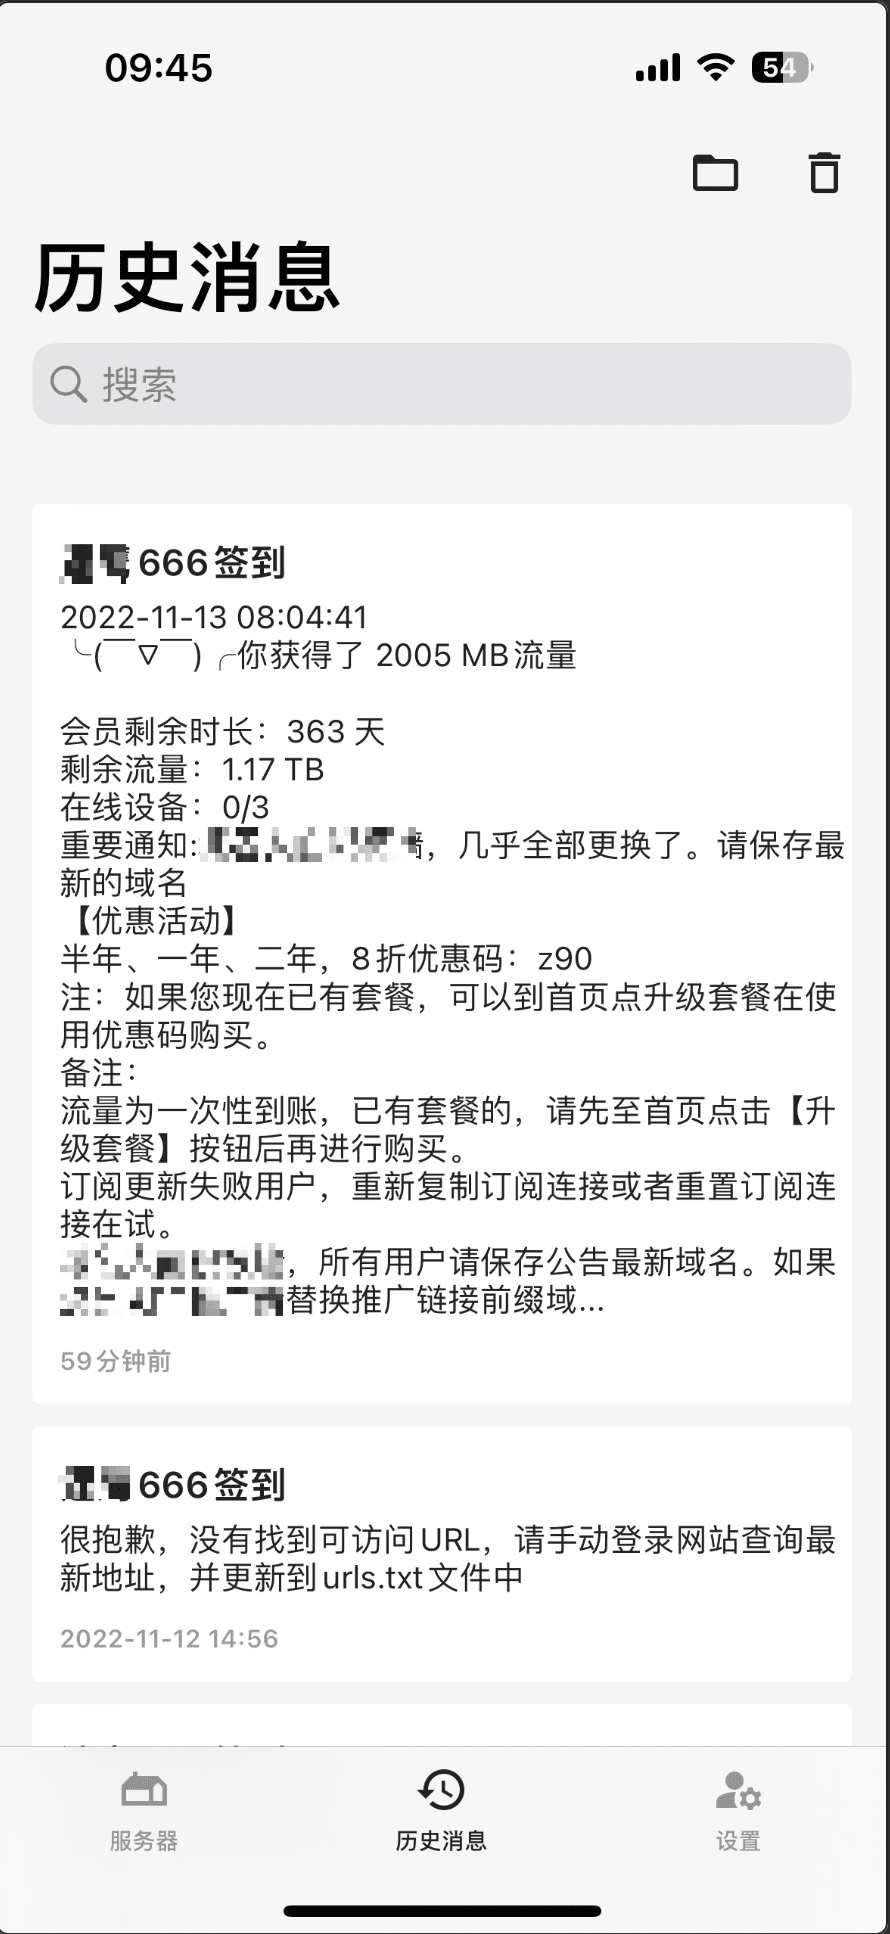 09:45
54
历史消息
搜索
666签到
2022-11-13 08:04:41
╰(￣▽￣)╭你获得了 2005 MB流量
会员剩余时长：363 天
剩余流量：1.17 TB
在线设备：0/3
重要通知:，几乎全部更换了。请保存最
新的域名
【优惠活动】
半年、一年、二年，8折优惠码：z90
注：如果您现在已有套餐，可以到首页点升级套餐在使
用优惠码购买。
备注：
流量为一次性到账，已有套餐的，请先至首页点击【升
级套餐】按钮后再进行购买。
订阅更新失败用户，重新复制订阅连接或者重置订阅连
接在试。
，所有用户请保存公告最新域名。如果
替换推广链接前缀域...
59分钟前
666签到
很抱歉，没有找到可访问URL，请手动登录网站查询最
新地址，并更新到urls.txt文件中
2022-11-12 14:56
服务器
历史消息
设置